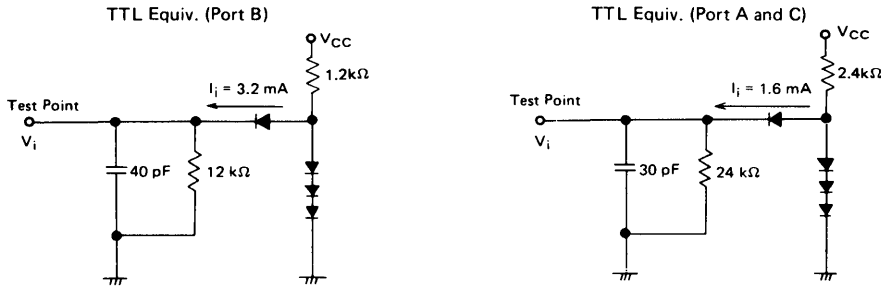 TTL Equiv. (Port B)
VCC
1.2kΩ
Ii = 3.2 mA
Test Point
Vi
40 pF
12 kΩ
TTL Equiv. (Port A and C)
VCC
2.4kΩ
Ii = 1.6 mA
Test Point
Vi
30 pF
24 kΩ